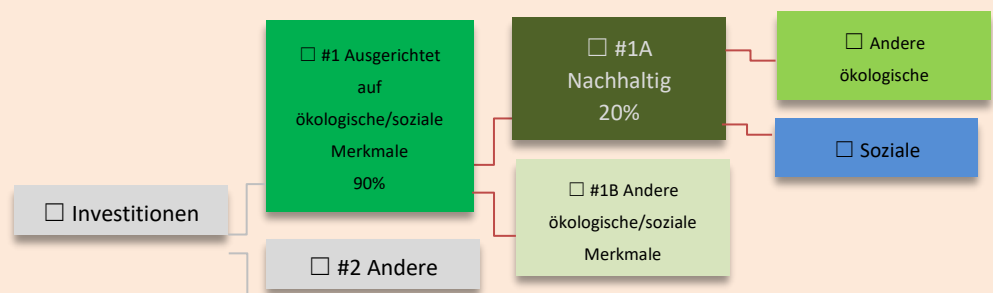 ☐ #1 Ausgerichtet
auf
ökologische/soziale
Merkmale
90%
☐ #1A
Nachhaltig
20%
☐ Andere
ökologische
☐ Soziale
☐ #1B Andere
ökologische/soziale
Merkmale
☐ Investitionen
☐ #2 Andere